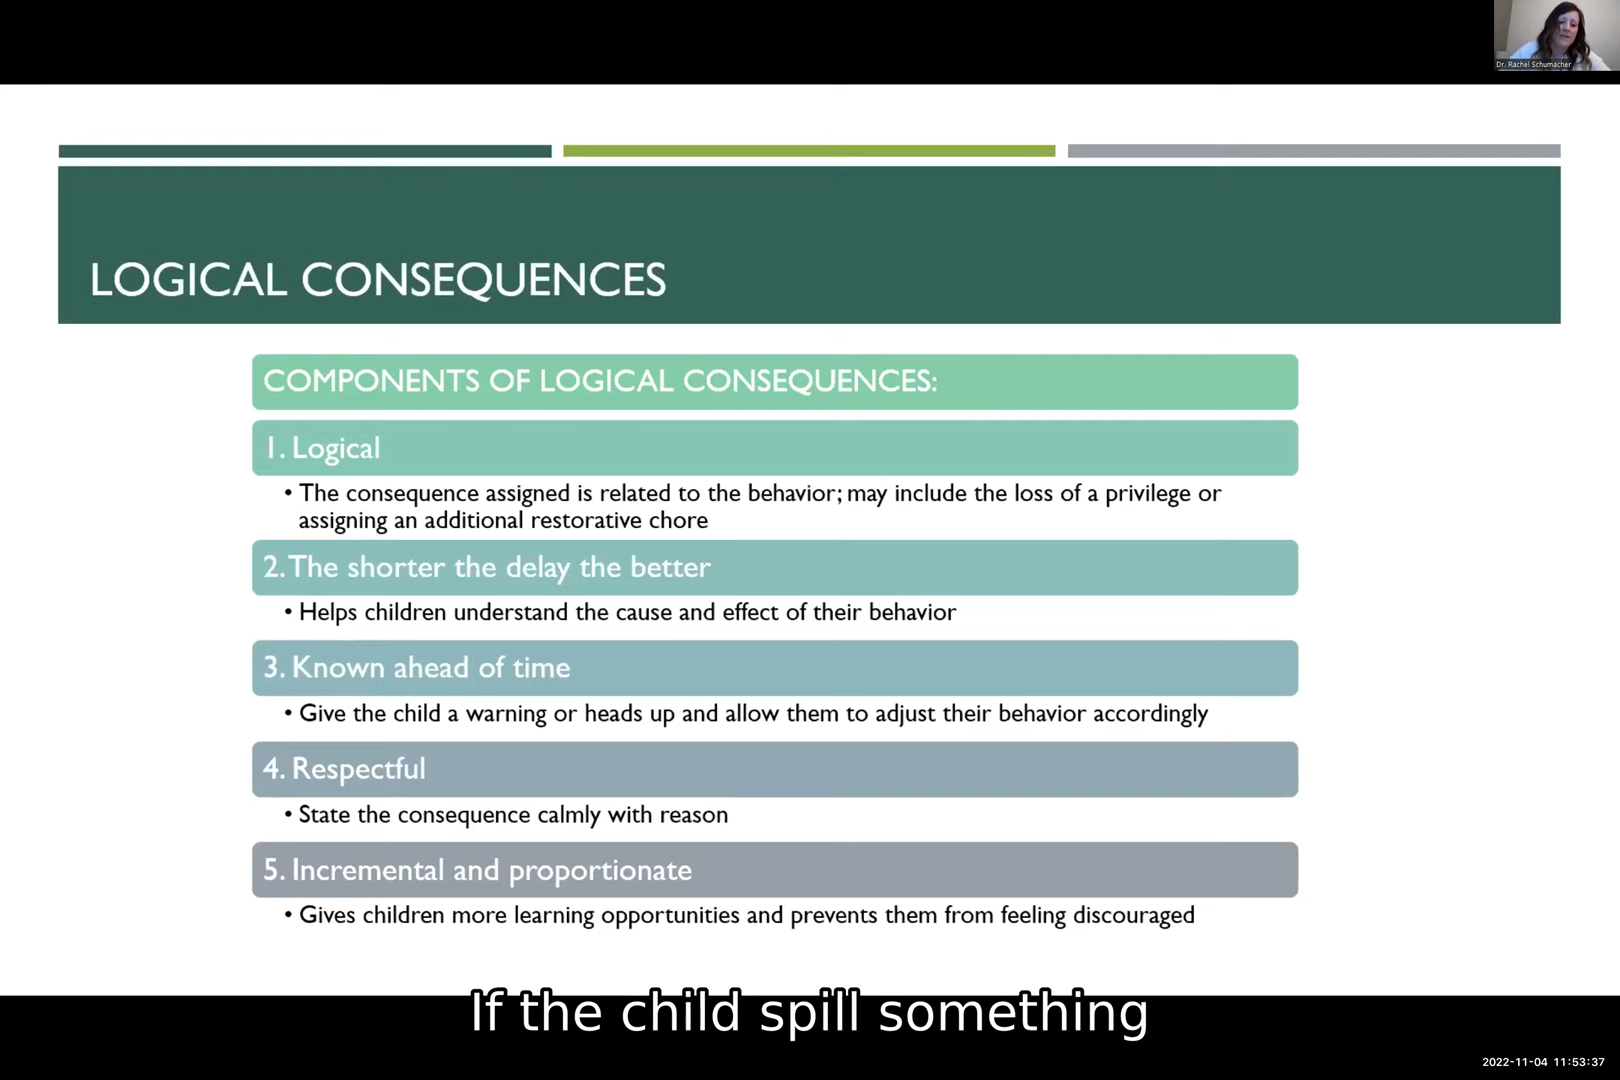 Dr. Rachel Schumacher
LOGICAL CONSEQUENCES
COMPONENTS OF LOGICAL CONSEQUENCES:
1. Logical
• The consequence assigned is related to the behavior; may include the loss of a privilege or
assigning an additional restorative chore
2. The shorter the delay the better
• Helps children understand the cause and effect of their behavior
3. Known ahead of time
• Give the child a warning or heads up and allow them to adjust their behavior accordingly
4. Respectful
• State the consequence calmly with reason
5. Incremental and proportionate
• Gives children more learning opportunities and prevents them from feeling discouraged
If the child spill something
2022-11-04 11:53:37